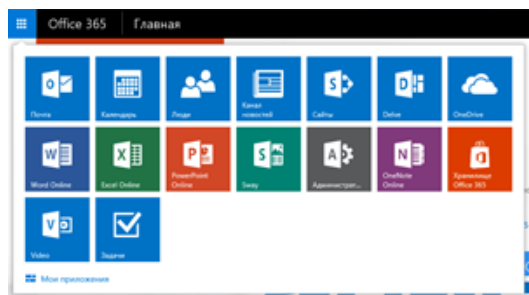 Office 365 Главная
Почта Календарь Люди Канал новостей Сайты Delve OneDrive
Word Online Excel Online PowerPoint Online Sway Администрат... OneNote Online Хранилище Office 365
Video Задачи
Мои приложения